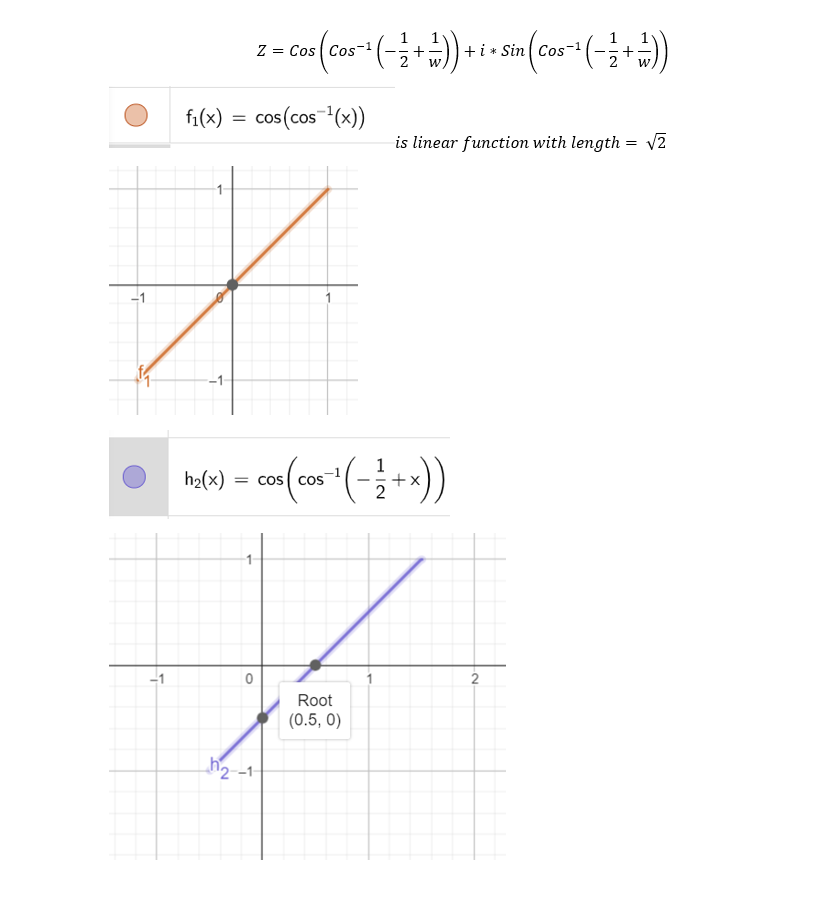 Z = Cos(Cos⁻¹(-1/2 + 1/w)) + i * Sin(Cos⁻¹(-1/2 + 1/w))
f₁(x) = cos(cos⁻¹(x))
is linear function with length = √2
1
-1
0
1
f₁
-1
h₂(x) = cos(cos⁻¹(-1/2 + x))
1
-1
0
1
2
Root
(0.5, 0)
h₂
-1